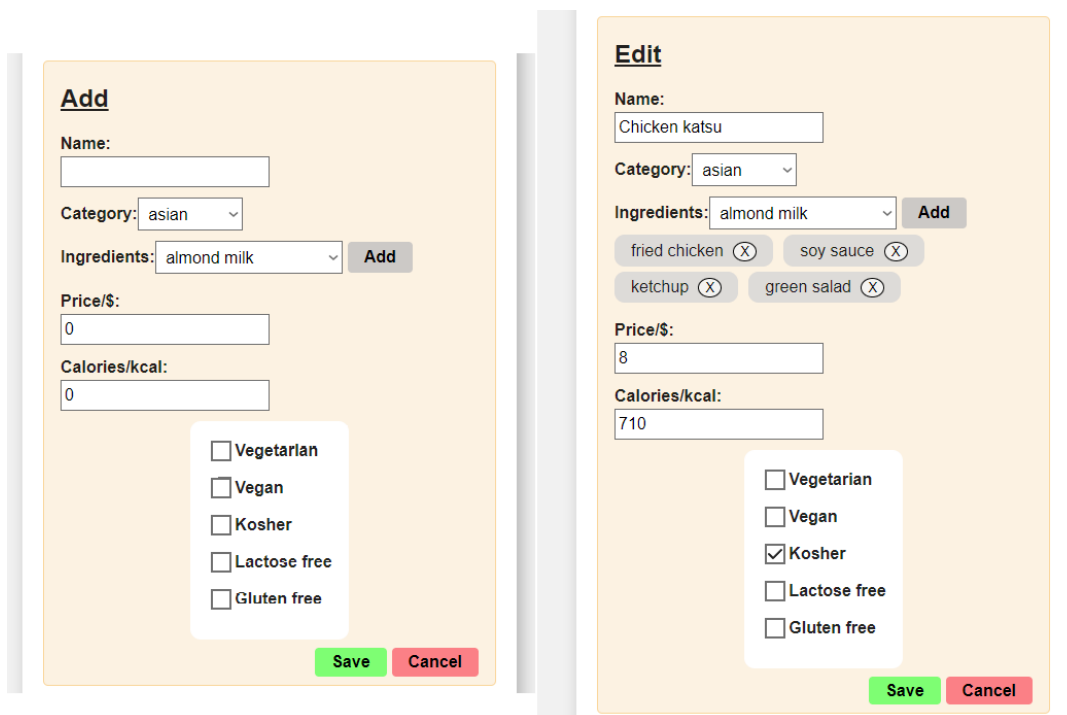 Add
Name:
Category: asian
Ingredients: almond milk Add
Price/$:
0
Calories/kcal:
0
Vegetarian
Vegan
Kosher
Lactose free
Gluten free
Save Cancel
Edit
Name:
Chicken katsu
Category: asian
Ingredients: almond milk Add
fried chicken X soy sauce X
ketchup X green salad X
Price/$:
8
Calories/kcal:
710
Vegetarian
Vegan
Kosher
Lactose free
Gluten free
Save Cancel